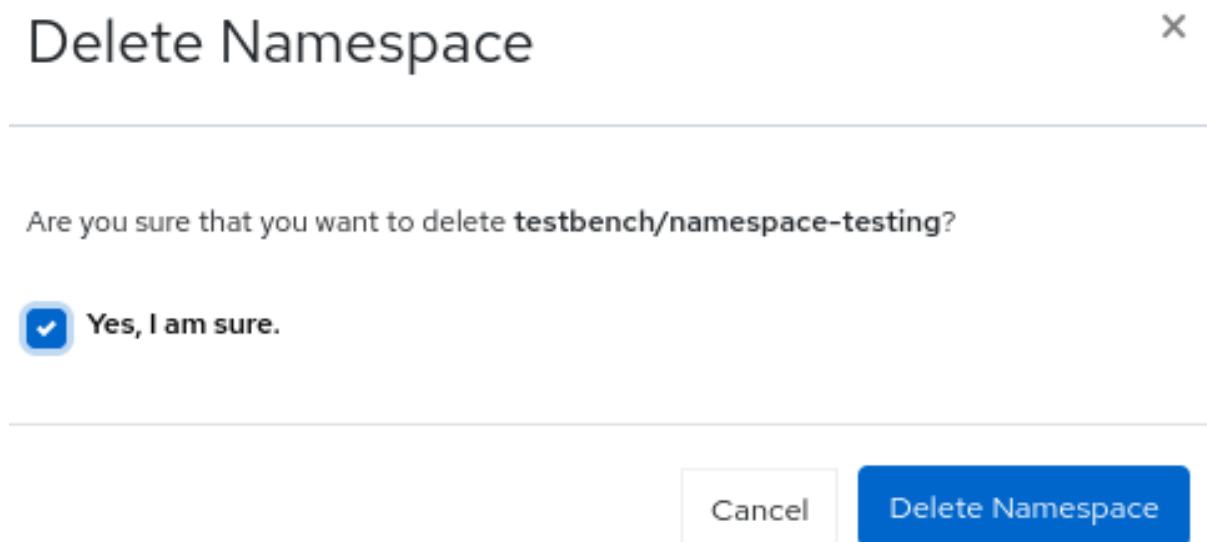 Delete Namespace
Are you sure that you want to delete testbench/namespace-testing?
Yes, I am sure.
Cancel
Delete Namespace